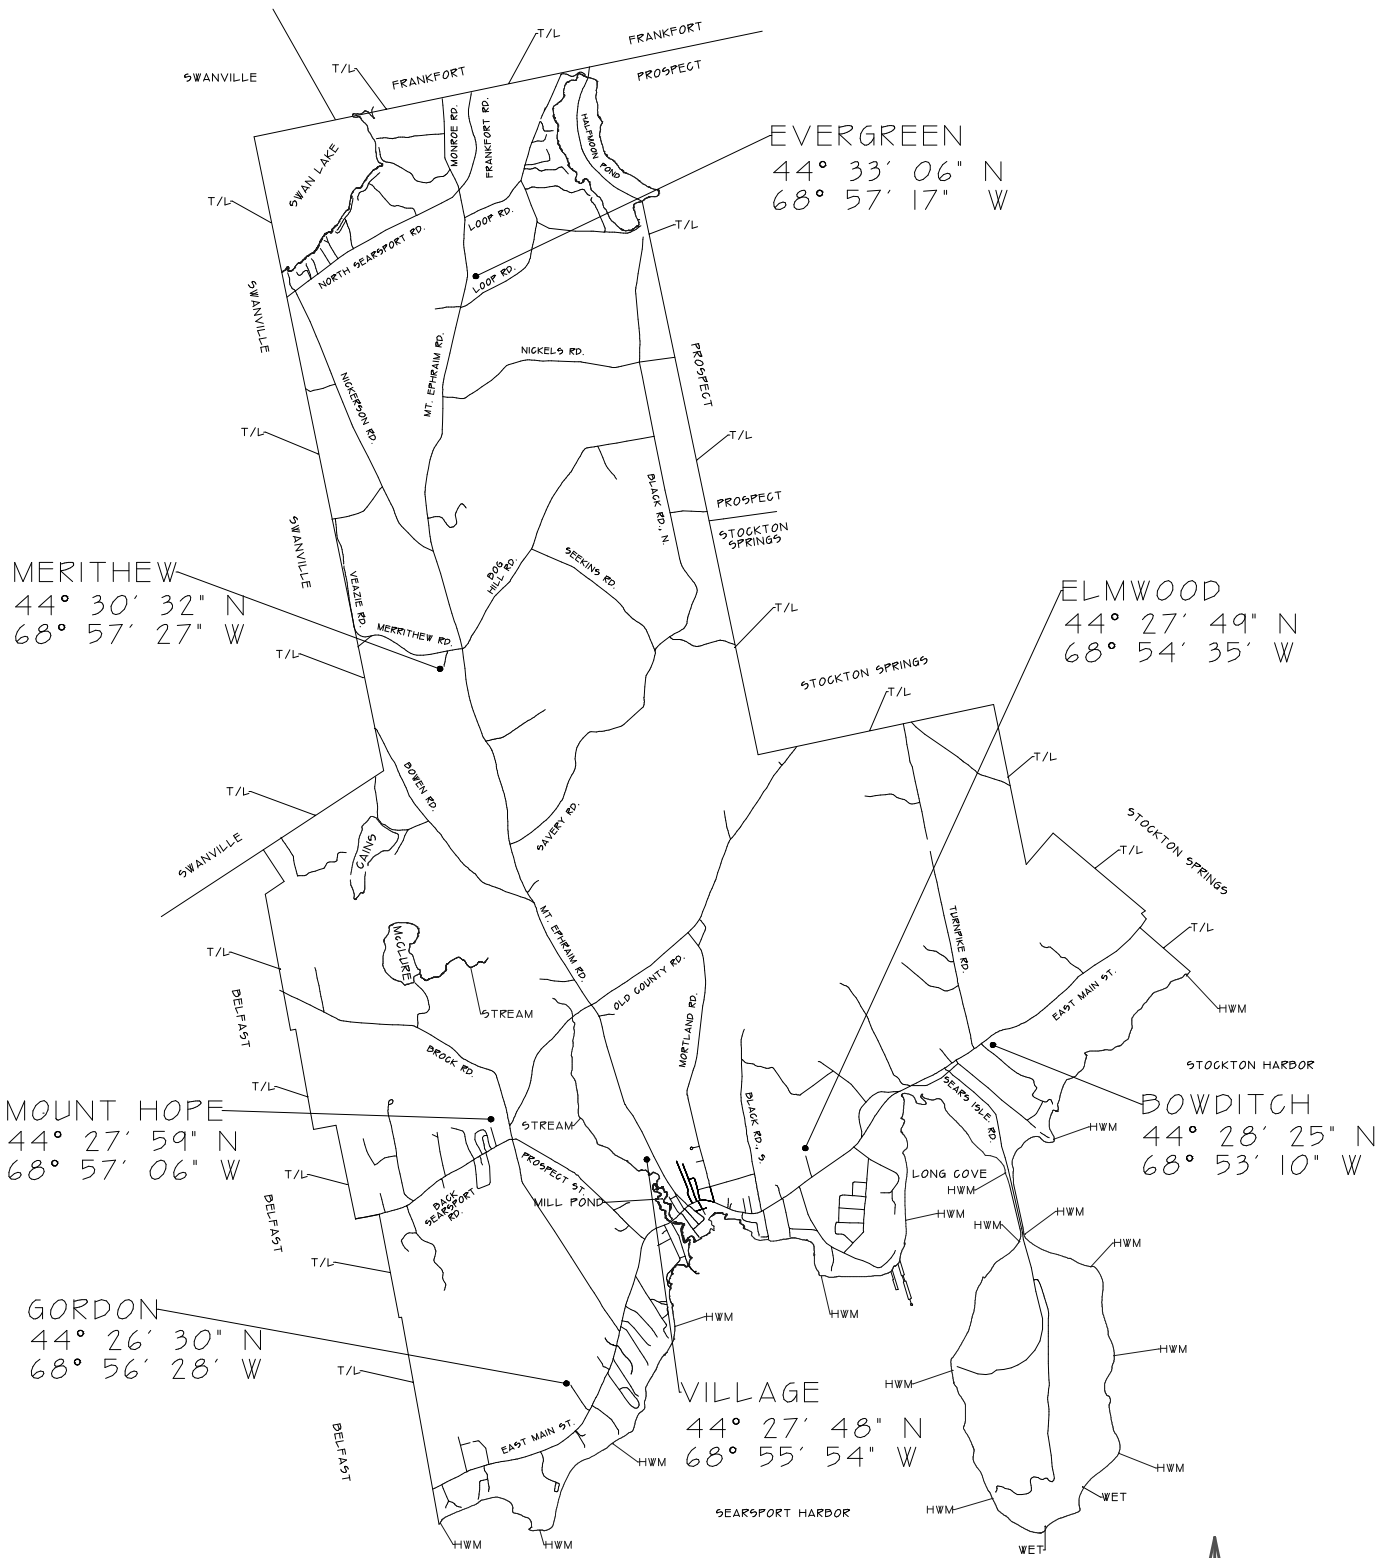 FRANKFORT
T/L
SWANVILLE
T/L
FRANKFORT
PROSPECT
MONROE RD.
FRANKFORT RD.
HALFMOON POND
EVERGREEN
44° 33' 06" N
68° 57' 17" W
SWAN LAKE
T/L
LOOP RD.
T/L
NORTH SEARSPORT RD.
LOOP RD.
SWANVILLE
MT. EPHRAIM RD.
NICKELS RD.
PROSPECT
NICKERSON RD.
T/L
T/L
BLACK RD., N.
PROSPECT
STOCKTON
SPRINGS
SWANVILLE
MERITHEW
44° 30' 32" N
68° 57' 27" W
VEAZIE RD.
BOG
HILL RD.
SEEKINS RD.
ELMWOOD
44° 27' 49" N
68° 54' 35' W
T/L
MERRITHEW RD.
T/L
STOCKTON SPRINGS
T/L
T/L
BOWEN RD.
T/L
SAVERY RD.
STOCKTON SPRINGS
T/L
SWANVILLE
CAINS
MT. EPHRAIM RD.
TURNPIKE RD.
T/L
McCLURE
T/L
OLD COUNTY RD.
EAST MAIN ST.
BELFAST
STREAM
MORTLAND RD.
HWM
BROCK RD.
STOCKTON HARBOR
T/L
SEARS ISLE. RD.
MOUNT HOPE
44° 27' 59" N
68° 57' 06" W
BOWDITCH
44° 28' 25" N
68° 53' 10" W
STREAM
BLACK RD., S.
HWM
PROSPECT ST.
T/L
BACK
SEARSPORT
RD.
MILL POND
LONG COVE
HWM
HWM
HWM
HWM
BELFAST
HWM
T/L
GORDON
44° 26' 30" N
68° 56' 28' W
HWM
HWM
HWM
T/L
HWM
VILLAGE
44° 27' 48" N
68° 55' 54" W
EAST MAIN ST.
BELFAST
HWM
HWM
WET
HWM
SEARSPORT HARBOR
HWM
HWM
WET